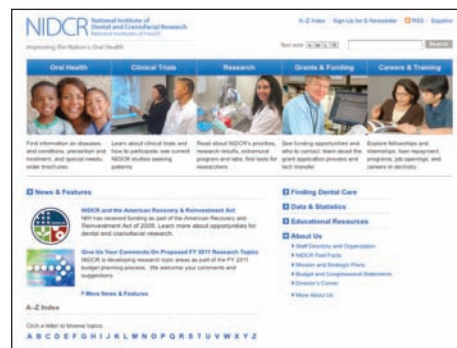 A-Z Index Sign-Up for E-Newsletter RSS Español
NIDCR National Institute of
Dental and Craniofacial Research
National Institutes of Health
Improving the Nation's Oral Health
Text size: S M L Search
Oral Health Clinical Trials Research Grants & Funding Careers & Training
Find information on diseases
and conditions, prevention and
treatment, and special needs;
order brochures
Learn about clinical trials and
how to participate; see current
NIDCR studies seeking
patients
Read about NIDCR's priorities,
research results, extramural
program and labs; find tools for
researchers
See funding opportunities and
who to contact; learn about the
grant application process and
tech transfer
Explore fellowships and
internships, loan repayment
programs, job openings, and
careers in dentistry
News & Features
NIDCR and the American Recovery & Reinvestment Act
NIH has received funding as part of the American Recovery and
Reinvestment Act of 2009. Learn more about opportunities for
dental and craniofacial research.
Give Us Your Comments On Proposed FY 2011 Research Topics
NIDCR is developing research topic areas as part of the FY 2011
budget planning process. We welcome your comments and
suggestions.
More News & Features
Finding Dental Care
Data & Statistics
Educational Resources
About Us
Staff Directory and Organization
NIDCR Fast Facts
Mission and Strategic Plans
Budget and Congressional Statements
Director's Corner
More About Us
A-Z Index
Click a letter to browse topics.
A B C D E F G H I J K L M N O P Q R S T U V W X Y Z